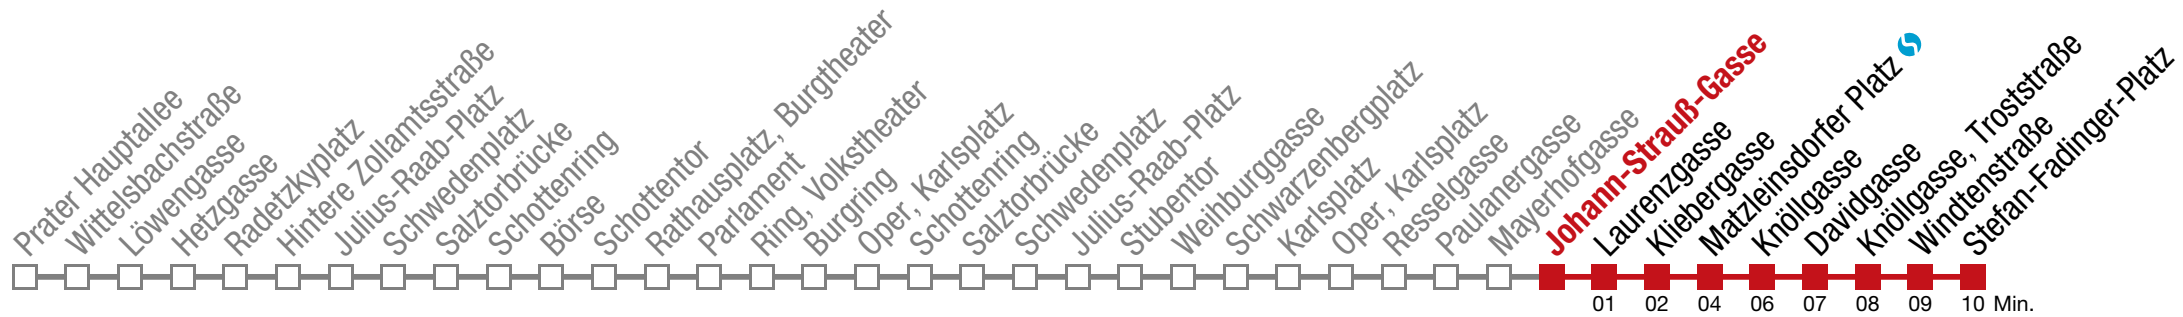 Prater Hauptallee
Wittelsbachstraße
Löwengasse
Hetzgasse
Radetzkyplatz
Hintere Zollamtsstraße
Julius-Raab-Platz
Schwedenplatz
Salztorbrücke
Schottenring
Börse
Schottentor
Rathausplatz, Burgtheater
Parlament
Ring, Volkstheater
Burgring
Oper, Karlsplatz
Schottenring
Salztorbrücke
Schwedenplatz
Julius-Raab-Platz
Stubentor
Weihburggasse
Schwarzenbergplatz
Karlsplatz
Oper, Karlsplatz
Resselgasse
Paulanergasse
Mayerhofgasse
Johann-Strauß-Gasse
Laurenzgasse
Kliebergasse
Matzleinsdorfer Platz
Knöllgasse
Davidgasse
Knöllgasse, Troststraße
Windtenstraße
Stefan-Fadinger-Platz
01 02 04 06 07 08 09 10 Min.